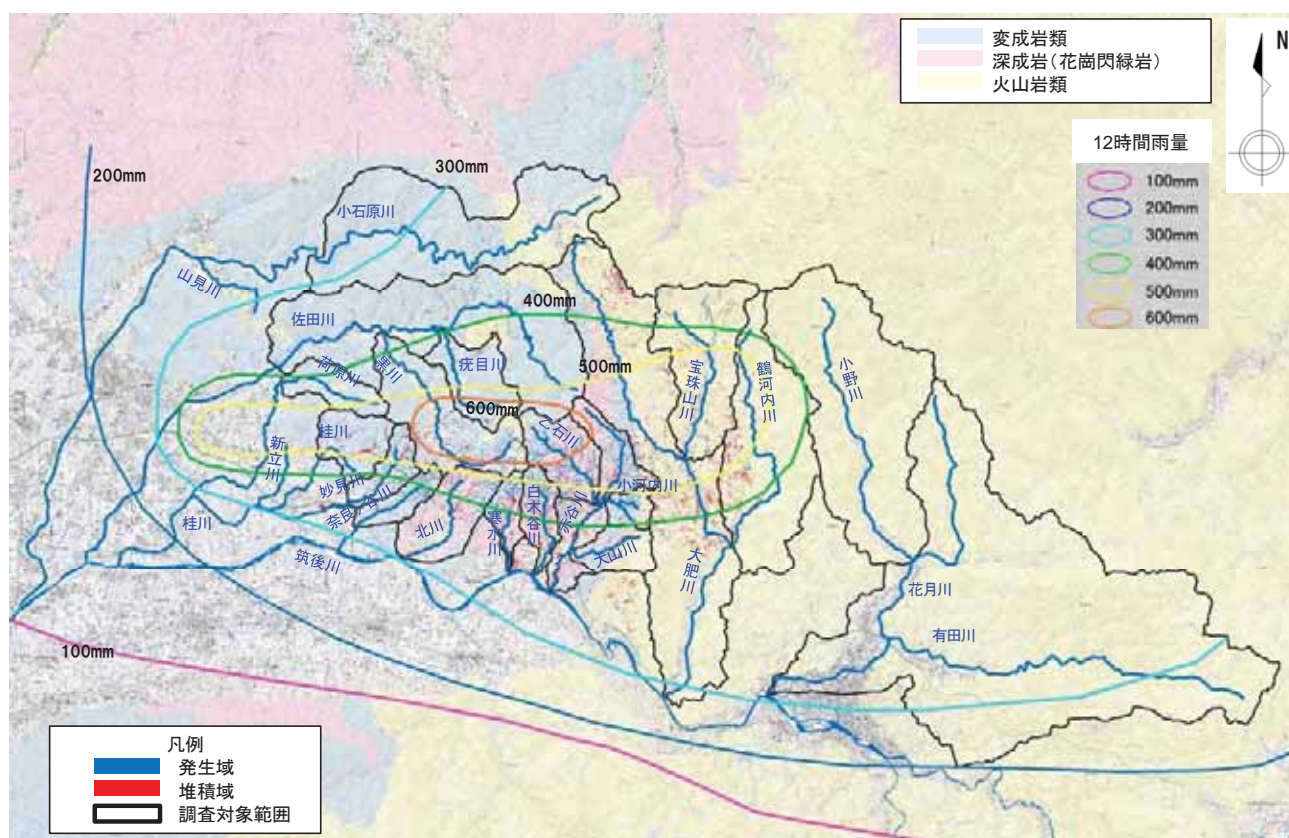 変成岩類
深成岩（花崗閃緑岩）
火山岩類
N
12時間雨量
100mm
200mm
300mm
400mm
500mm
600mm
200mm
300mm
小石原川
山見川
佐田川
400mm
荷原川
黒川
疣目川
500mm
宝珠山川
鶴河内川
小野川
600mm
乙石川
桂川
新立川
妙見川
奈良ヶ谷川
北川
寒水川
白木谷川
赤谷川
小河内川
大山川
大肥川
桂川
筑後川
花月川
有田川
100mm
凡例
発生域
堆積域
調査対象範囲